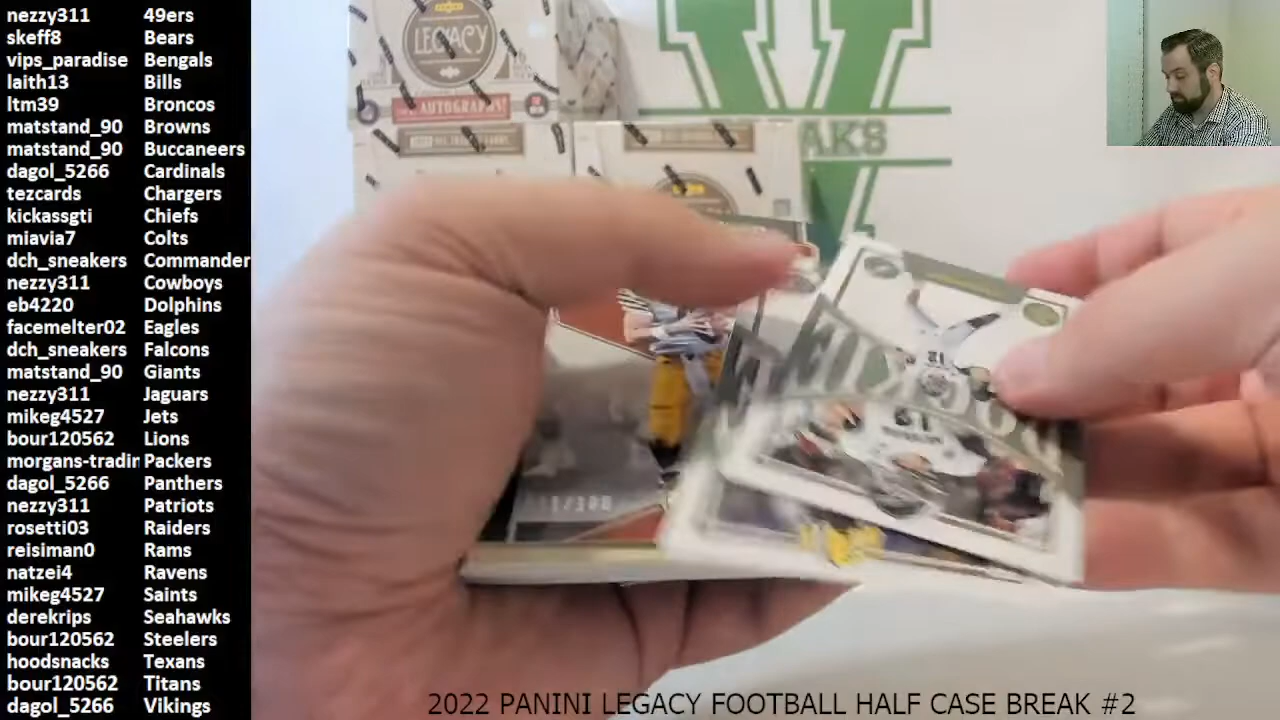 nezzy311 49ers
skeff8 Bears
vips_paradise Bengals
laith13 Bills
ltm39 Broncos
matstand_90 Browns
matstand_90 Buccaneers
dagol_5266 Cardinals
tezcards Chargers
kickassgti Chiefs
miavia7 Colts
dch_sneakers Commander
nezzy311 Cowboys
eb4220 Dolphins
facemelter02 Eagles
dch_sneakers Falcons
matstand_90 Giants
nezzy311 Jaguars
mikeg4527 Jets
bour120562 Lions
morgans-tradin Packers
dagol_5266 Panthers
nezzy311 Patriots
rosetti03 Raiders
reisiman0 Rams
natzei4 Ravens
mikeg4527 Saints
derekrips Seahawks
bour120562 Steelers
hoodsnacks Texans
bour120562 Titans
dagol_5266 Vikings
LEGACY
AUTOGRAPHS!
AKS
2022 PANINI LEGACY FOOTBALL HALF CASE BREAK #2